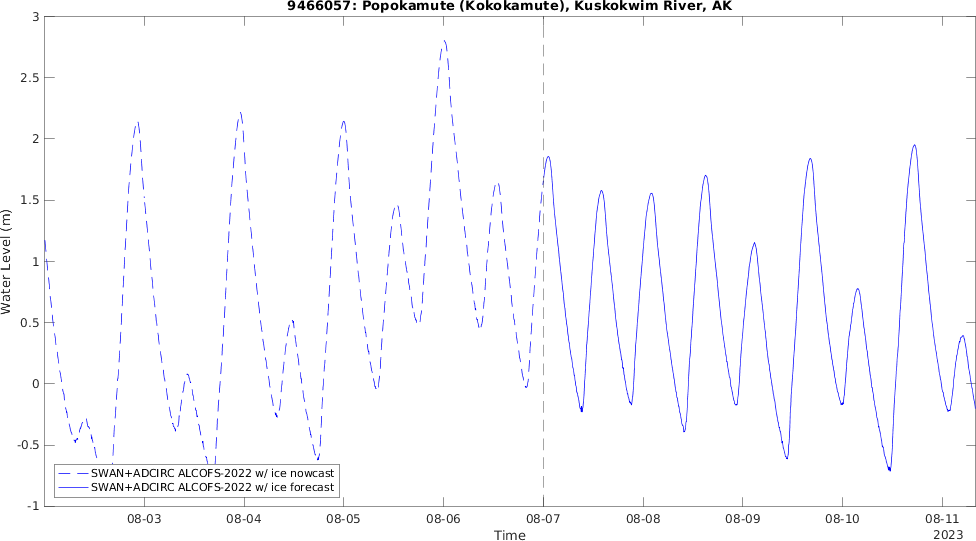 9466057: Popokamute (Kokokamute), Kuskokwim River, AK
3
2.5
2
1.5
1
0.5
0
-0.5
-1
Water Level (m)
SWAN+ADCIRC ALCOFS-2022 w/ ice nowcast
SWAN+ADCIRC ALCOFS-2022 w/ ice forecast
08-03 08-04 08-05 08-06 08-07 08-08 08-09 08-10 08-11
Time
2023